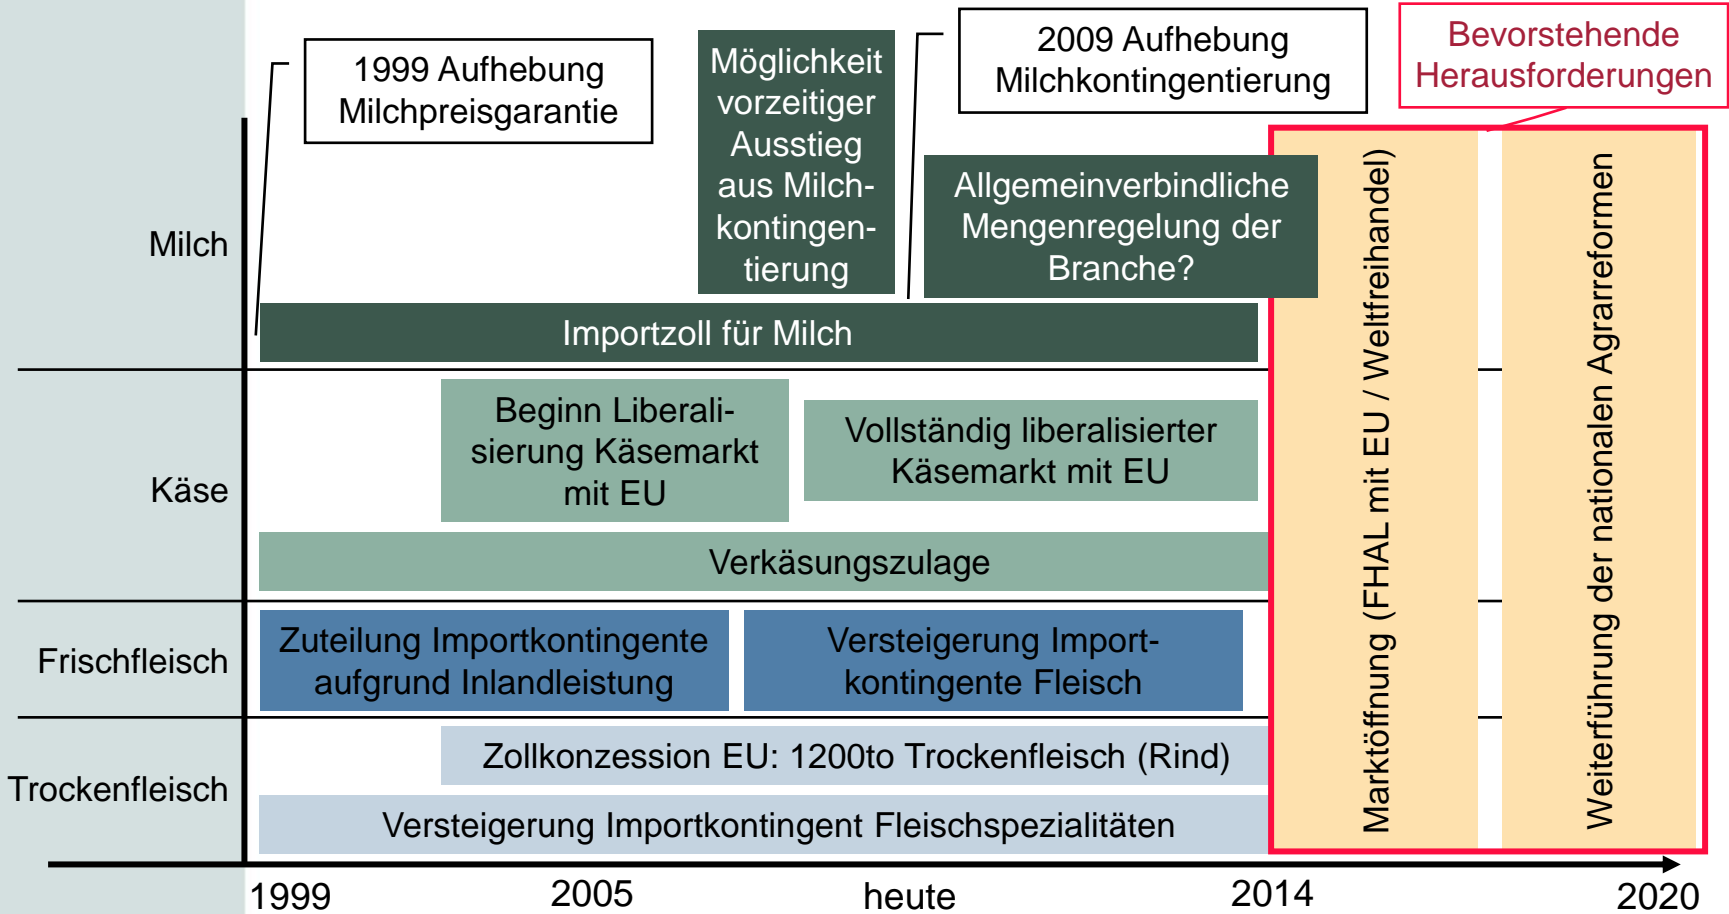 1999 Aufhebung
Milchpreisgarantie
Möglichkeit
vorzeitiger
Ausstieg
aus Milch-
kontingen-
tierung
2009 Aufhebung
Milchkontingentierung
Bevorstehende
Herausforderungen
Milch
Allgemeinverbindliche
Mengenregelung der
Branche?
Importzoll für Milch
Käse
Beginn Liberali-
sierung Käsemarkt
mit EU
Vollständig liberalisierter
Käsemarkt mit EU
Verkäsungszulage
Frischfleisch
Zuteilung Importkontingente
aufgrund Inlandleistung
Versteigerung Import-
kontingente Fleisch
Trockenfleisch
Zollkonzession EU: 1200to Trockenfleisch (Rind)
Versteigerung Importkontingent Fleischspezialitäten
Marktöffnung (FHAL mit EU / Weltfreihandel)
Weiterführung der nationalen Agrarreformen
1999
2005
heute
2014
2020